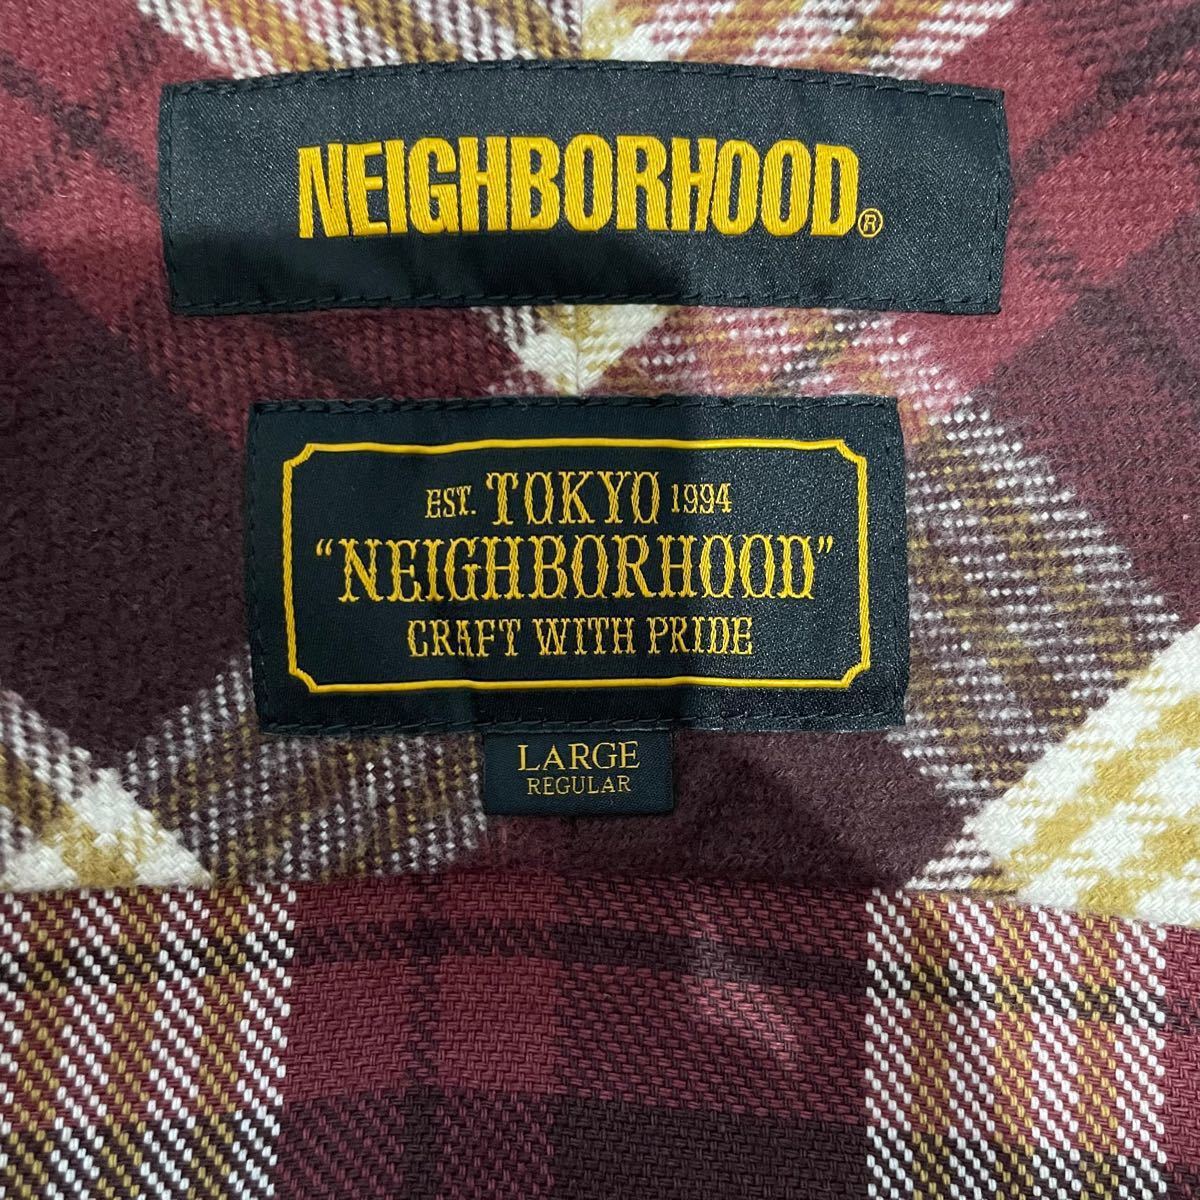 NEIGHBORHOOD®
EST. TOKYO 1994
“NEIGHBORHOOD”
CRAFT WITH PRIDE
LARGE
REGULAR